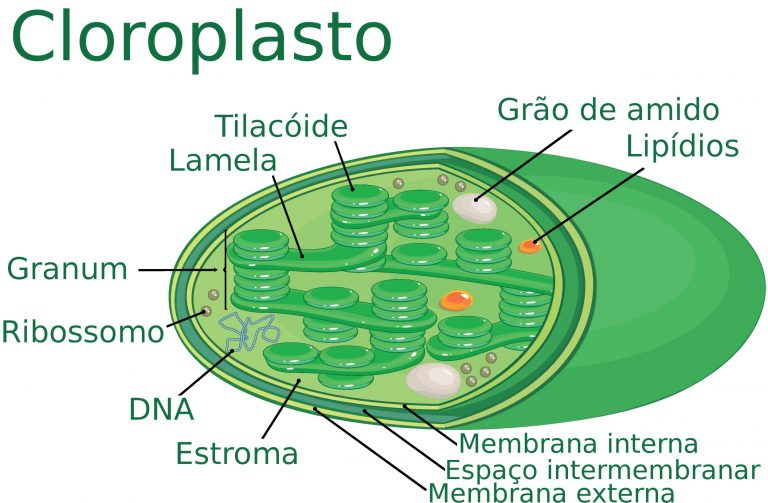 Cloroplasto
Grão de amido
Tilacóide
Lipídios
Lamela
Granum
Ribossomo
DNA
Estroma
Membrana interna
Espaço intermembranar
Membrana externa